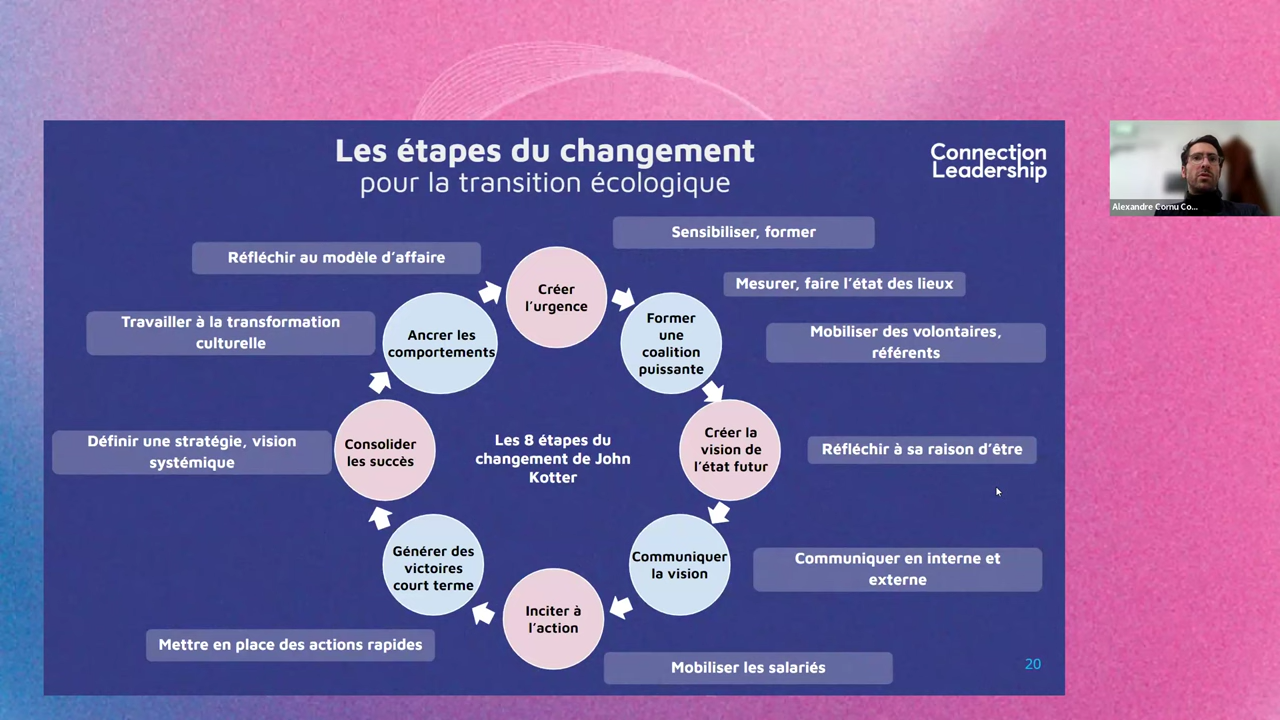 Les étapes du changement
pour la transition écologique
Connection
Leadership
Sensibiliser, former
Réfléchir au modèle d’affaire
Créer
l’urgence
Mesurer, faire l’état des lieux
Former
une
coalition
puissante
Mobiliser des volontaires,
référents
Travailler à la transformation
culturelle
Ancrer les
comportements
Créer la
vision de
l’état futur
Réfléchir à sa raison d’être
Les 8 étapes du
changement de John
Kotter
Consolider
les succès
Définir une stratégie, vision
systémique
Communiquer
la vision
Communiquer en interne et
externe
Générer des
victoires
court terme
Inciter à
l’action
Mettre en place des actions rapides
Mobiliser les salariés
20
Alexandre Cornu Co...